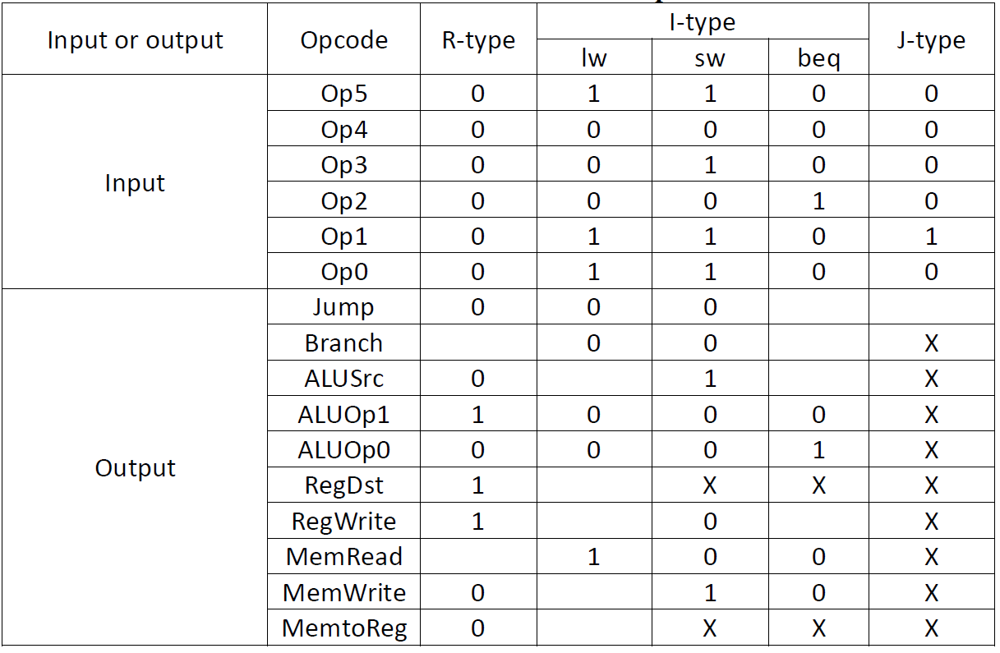 Input or output Opcode R-type I-type J-type
lw sw beq
Input Op5 0 1 1 0 0
Op4 0 0 0 0 0
Op3 0 0 1 0 0
Op2 0 0 0 1 0
Op1 0 1 1 0 1
Op0 0 1 1 0 0
Output Jump 0 0 0
Branch 0 0 X
ALUSrc 0 1 X
ALUOp1 1 0 0 0 X
ALUOp0 0 0 0 1 X
RegDst 1 X X X
RegWrite 1 0 X
MemRead 1 0 0 X
MemWrite 0 1 0 X
MemtoReg 0 X X X